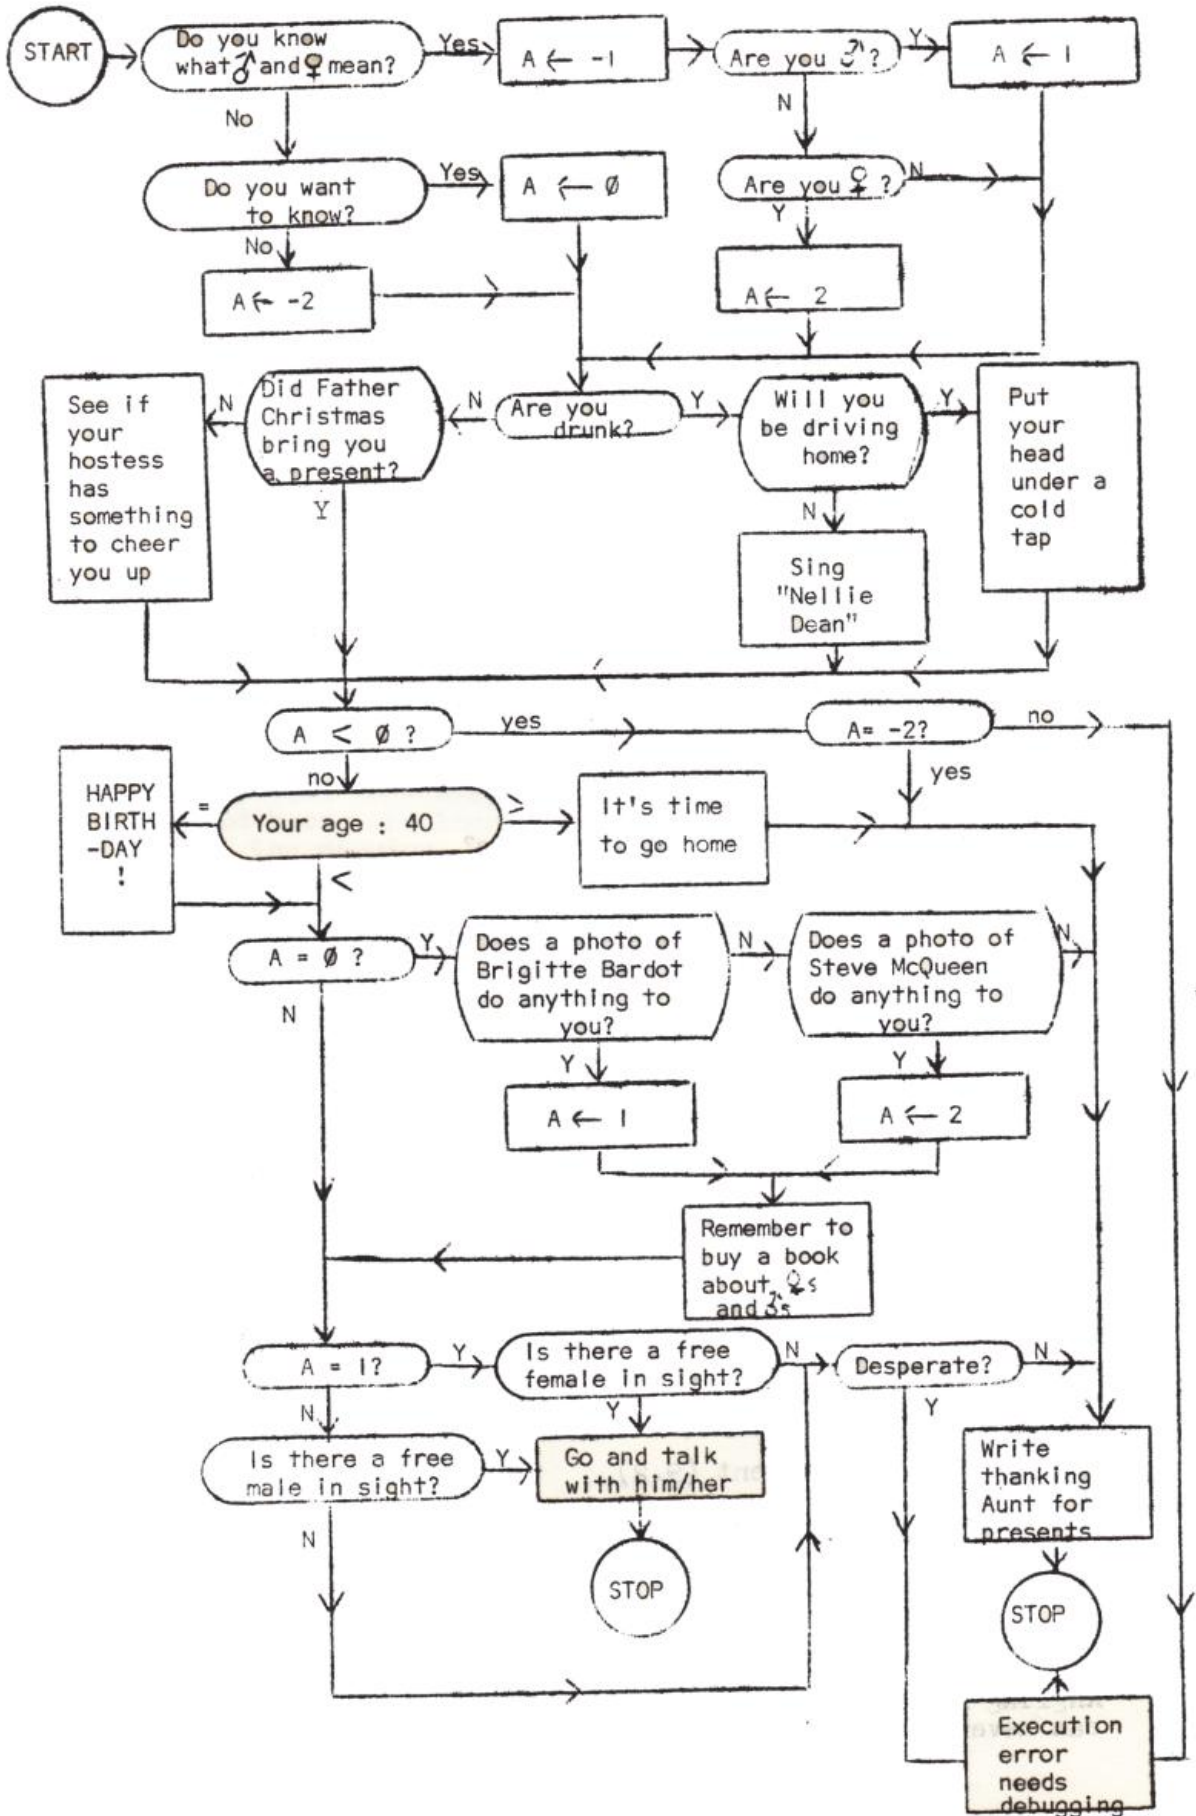 START
Do you know
what ♂ and ♀ mean?
Yes
A ← -1
Are you ♂?
Y
A ← 1
No
N
Do you want
to know?
Yes
A ← Ø
Are you ♀ ?
N
No
Y
A ← -2
A ← 2
See if
your
hostess
has
something
to cheer
you up
N
Did Father
Christmas
bring you
a present?
N
Are you
drunk?
Y
Will you
be driving
home?
Y
Put
your
head
under a
cold
tap
Y
N
Sing
"Nellie
Dean"
A < Ø ?
yes
A= -2?
no
no
yes
HAPPY
BIRTH
-DAY
!
=
Your age : 40
≥
It's time
to go home
<
A = Ø ?
Y
Does a photo of
Brigitte Bardot
do anything to
you?
N
Does a photo of
Steve McQueen
do anything to
you?
N
N
Y
Y
A ← 1
A ← 2
Remember to
buy a book
about ♀s
and ♂s
A = 1?
Y
Is there a free
female in sight?
N
Desperate?
N
N
Y
Y
Is there a free
male in sight?
Y
Go and talk
with him/her
Write
thanking
Aunt for
presents
N
STOP
STOP
Execution
error
needs
debugging